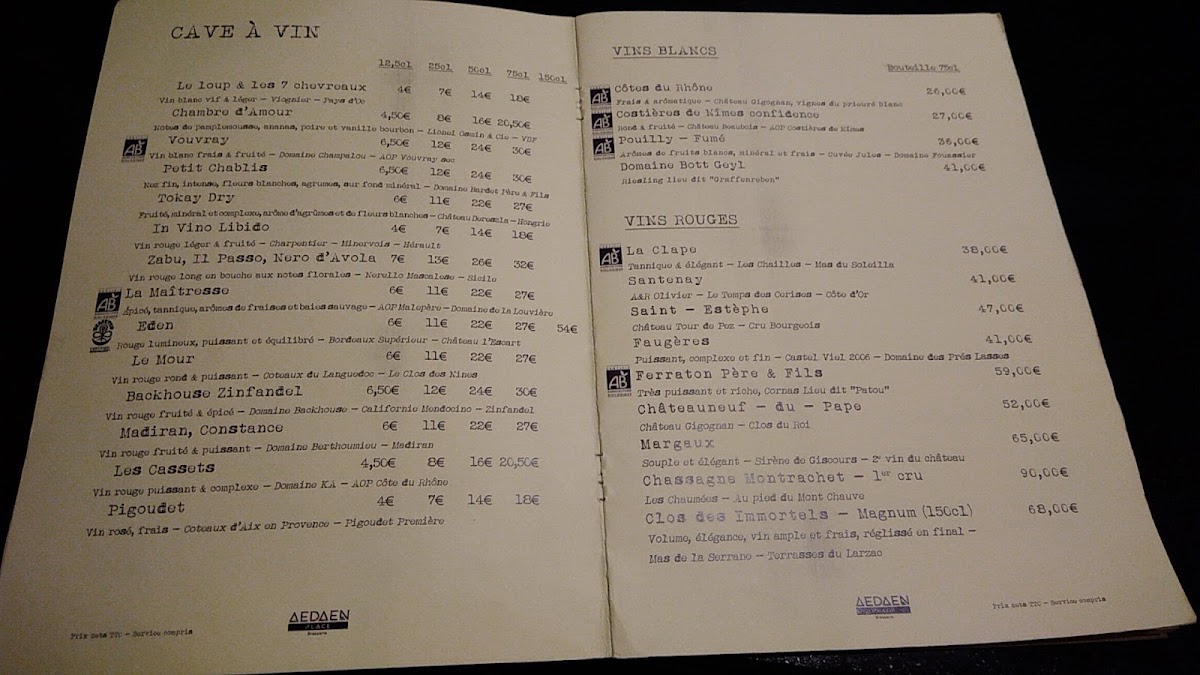 CAVE À VIN
12,5cl 25cl 50cl 75cl 150cl
Le loup & les 7 chevreaux 4€ 7€ 14€ 18€
Vin blanc vif & léger – Viognier – Pays d'Oc
Chambre d'Amour 4,50€ 8€ 16€ 20,50€
Notes de pamplemousse, ananas, poire et vanille bourbon – Lionel Osmin & Cie – VDF
AB
Vouvray 6,50€ 12€ 24€ 30€
Vin blanc frais & fruité – Domaine Champalou – AOP Vouvray sec
Petit Chablis 6,50€ 12€ 24€ 30€
Nez fin, intense, fleurs blanches, agrumes, sur fond minéral – Domaine Hardet Père & Fils
Tokay Dry 6€ 11€ 22€ 27€
Fruité, minéral et complexe, arôme d'agrûmes et de fleurs blanches – Château Dereszla – Hongrie
In Vino Libido 4€ 7€ 14€ 18€
Vin rouge léger & fruité – Charpentier – Minervois – Hérault
Zabu, Il Passo, Nero d'Avola 7€ 13€ 26€ 32€
Vin rouge long en bouche aux notes florales – Nerello Mascalese – Sicile
AB
La Maîtresse 6€ 11€ 22€ 27€
Épicé, tannique, arômes de fraises et baies sauvage – AOP Malepère – Domaine de la Louvière
Eden 6€ 11€ 22€ 27€ 54€
Rouge lumineux, puissant et équilibré – Bordeaux Supérieur – Château l'Escart
Le Mour 6€ 11€ 22€ 27€
Vin rouge rond & puissant – Coteaux du Languedoc – Le Clos des Nines
Backhouse Zinfandel 6,50€ 12€ 24€ 30€
Vin rouge fruité & épicé – Domaine Backhouse – Californie Mendocino – Zinfandel
Madiran, Constance 6€ 11€ 22€ 27€
Vin rouge fruité & puissant – Domaine Berthoumieu – Madiran
Les Cassets 4,50€ 8€ 16€ 20,50€
Vin rouge puissant & complexe – Domaine KA – AOP Côte du Rhône
Pigoudet 4€ 7€ 14€ 18€
Vin rosé, frais – Coteaux d'Aix en Provence – Pigoudet Première
AEDAEN
PLACE
Brasserie
Prix nets TTC – Service compris
VINS BLANCS
Bouteille 75cl
AB
Côtes du Rhône 26,00€
Frais & arômatique – Château Gigognan, vignes du prieuré blanc
AB
Costières de Nîmes confidence 27,00€
Rond & fruité – Château Beaubois – AOP Costières de Nîmes
AB
Pouilly – Fumé 36,00€
Arômes de fruits blancs, minéral et frais – Cuvée Jules – Domaine Fouassier
Domaine Bott Geyl 41,00€
Riesling lieu dit "Graffenreben"
VINS ROUGES
AB
La Clape 38,00€
Tannique & élégant – Les Chailles – Mas du Soleilla
Santenay 41,00€
A&R Olivier – Le Temps des Cerises – Côte d'Or
Saint – Estèphe 47,00€
Château Tour de Pez – Cru Bourgeois
Faugères 41,00€
Puissant, complexe et fin – Castel Viel 2006 – Domaine des Prés Lasses
AB
Ferraton Père & Fils 59,00€
Très puissant et riche, Cornas Lieu dit "Patou"
Châteauneuf – du – Pape 52,00€
Château Gigognan – Clos du Roi
Margaux 65,00€
Souple et élégant – Sirène de Giscours – 2e vin du château
Chassagne Montrachet – 1er cru 90,00€
Les Chaumées – Au pied du Mont Chauve
Clos des Immortels – Magnum (150cl) 68,00€
Volume, élégance, vin ample et frais, réglissé en final –
Mas de la Serrano – Terrasses du Larzac
AEDAEN
Prix nets TTC – Service compris